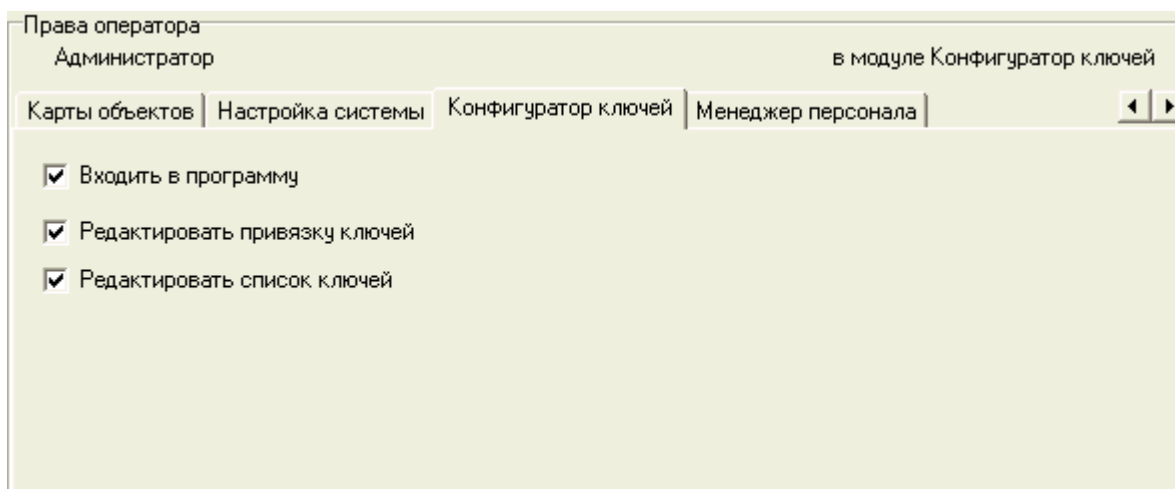 Права оператора
Администратор в модуле Конфигуратор ключей
Карты объектов Настройка системы Конфигуратор ключей Менеджер персонала
Входить в программу
Редактировать привязку ключей
Редактировать список ключей